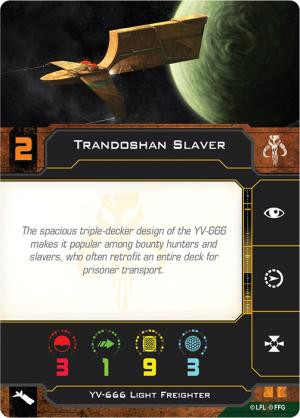 2 Trandoshan Slaver
The spacious triple-decker design of the YV-666
makes it popular among bounty hunters and
slavers, who often retrofit an entire deck for
prisoner transport.
3 1 9 3
YV-666 Light Freighter
© LFL © FFG